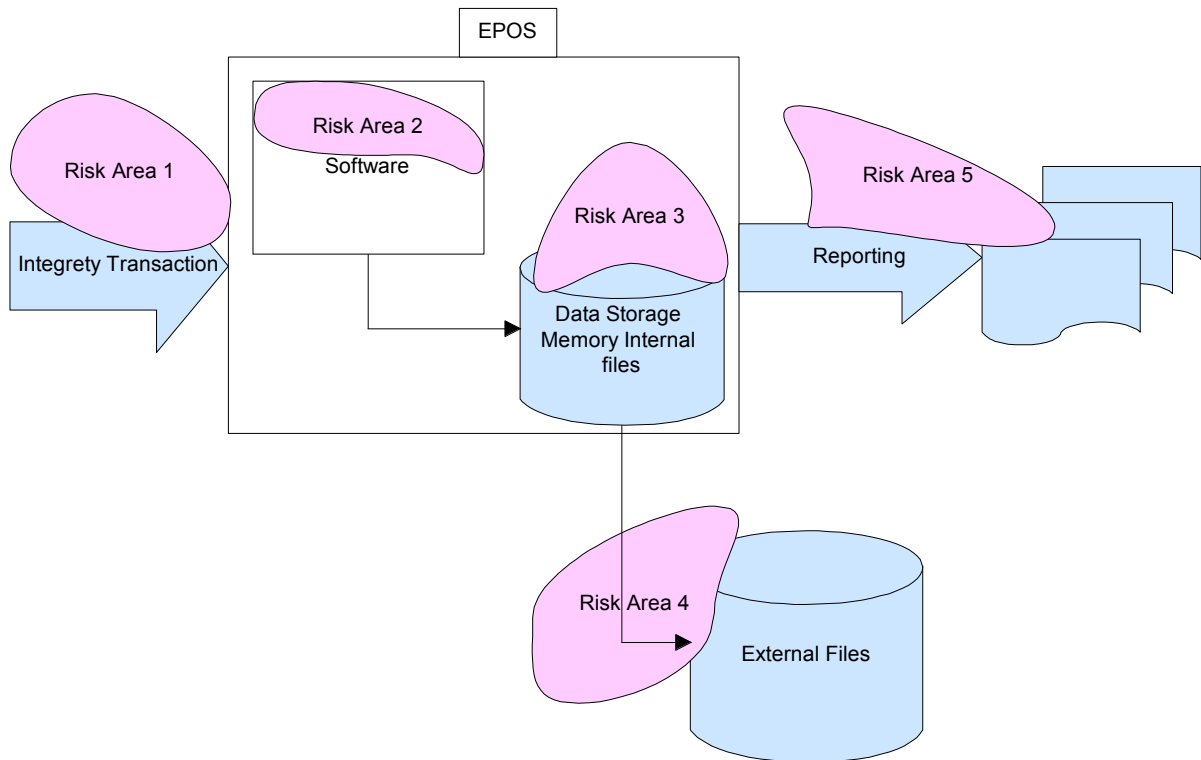 EPOS
Risk Area 1
Integrety Transaction
Risk Area 2
Software
Risk Area 3
Data Storage
Memory Internal
files
Risk Area 5
Reporting
Risk Area 4
External Files